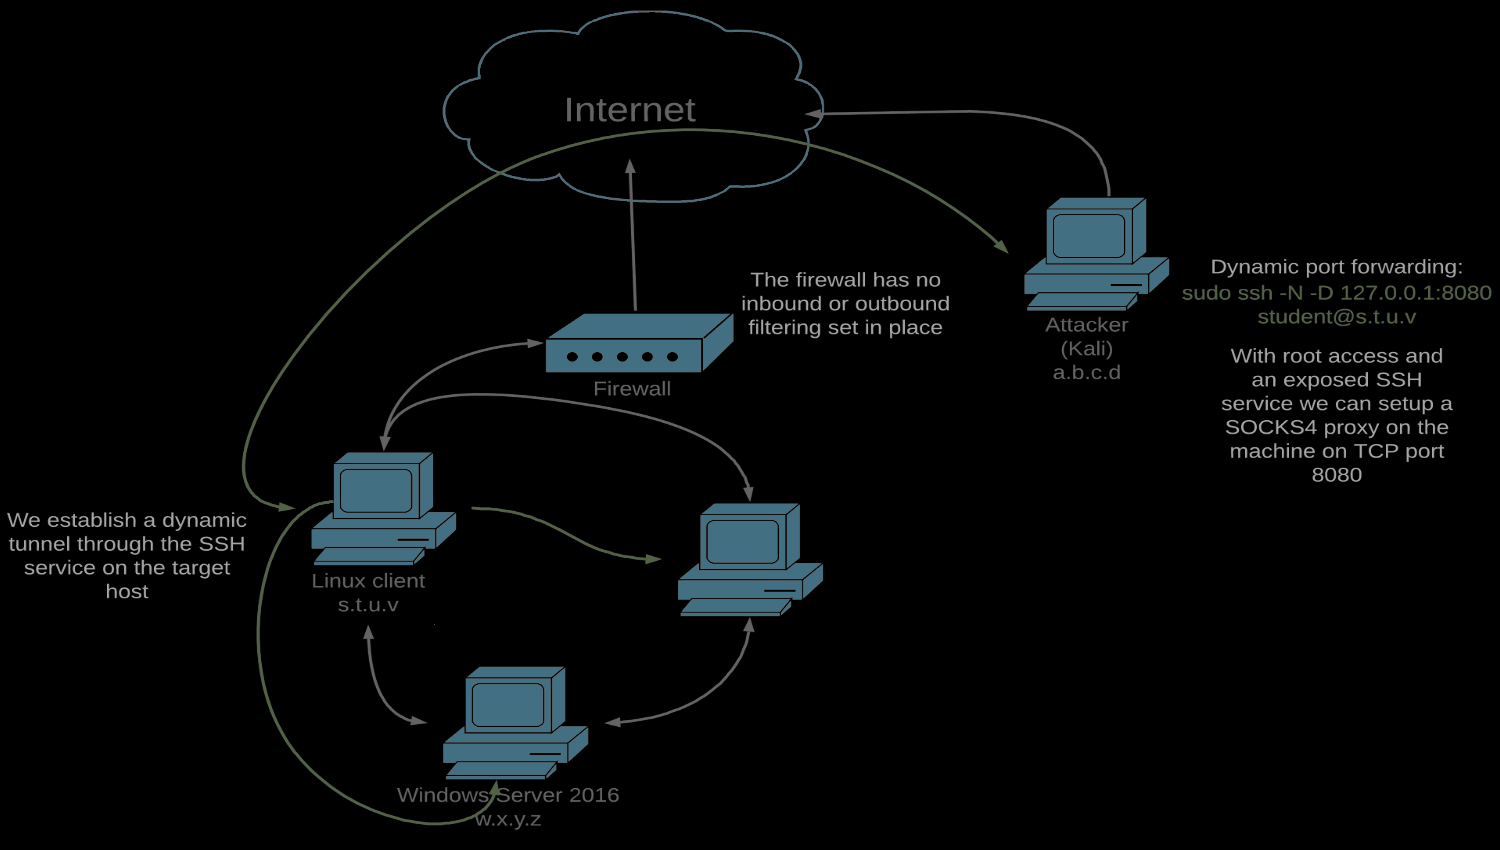 Internet
The firewall has no
inbound or outbound
filtering set in place
Firewall
Dynamic port forwarding:
sudo ssh -N -D 127.0.0.1:8080
student@s.t.u.v
Attacker
(Kali)
a.b.c.d
With root access and
an exposed SSH
service we can setup a
SOCKS4 proxy on the
machine on TCP port
8080
We establish a dynamic
tunnel through the SSH
service on the target
host
Linux client
s.t.u.v
Windows Server 2016
w.x.y.z